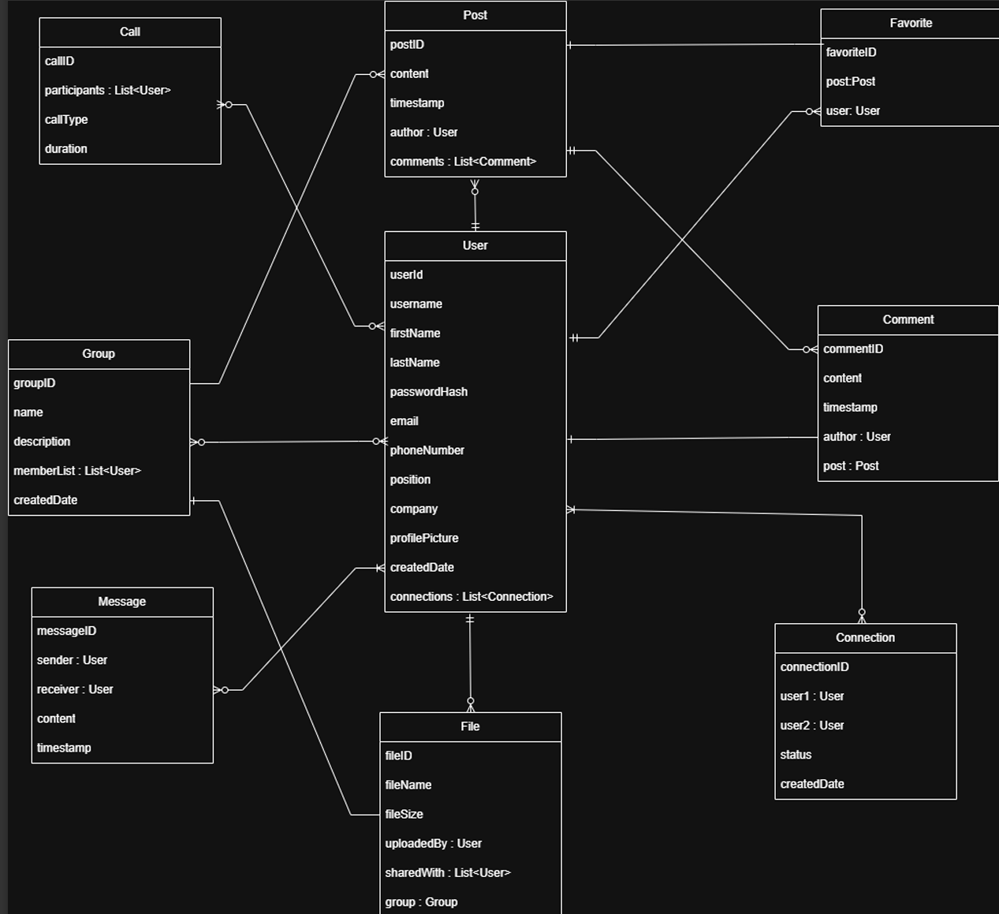 Call
callID
participants : List<User>
callType
duration
Post
postID
content
timestamp
author : User
comments : List<Comment>
Favorite
favoriteID
post:Post
user: User
User
userId
username
firstName
lastName
passwordHash
email
phoneNumber
position
company
profilePicture
createdDate
connections : List<Connection>
Group
groupID
name
description
memberList : List<User>
createdDate
Comment
commentID
content
timestamp
author : User
post : Post
Message
messageID
sender : User
receiver : User
content
timestamp
File
fileID
fileName
fileSize
uploadedBy : User
sharedWith : List<User>
group : Group
Connection
connectionID
user1 : User
user2 : User
status
createdDate